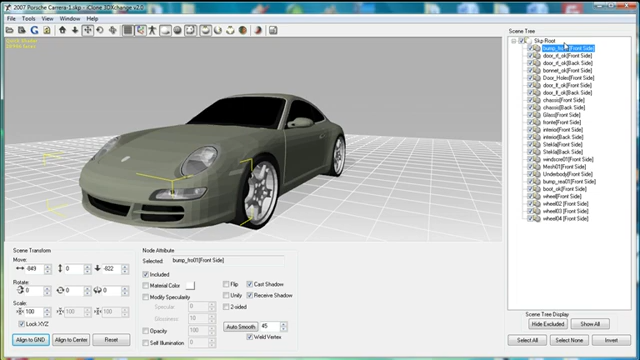 2007 Porsche Carrera-1.skp - iClone 3DXchange v2.0
File Tools View Help
Scene Tree
Skp Root
bump_fro[Front Side]
door_rt_ok[Front Side]
door_rt_ok[Back Side]
bonnet_ok[Front Side]
Door_Holes[Front Side]
door_lt_ok[Front Side]
door_lt_ok[Back Side]
chassis[Front Side]
chassis[Back Side]
Glass[Front Side]
fronte[Front Side]
interior[Front Side]
interior[Back Side]
Stekla[Front Side]
Stekla[Back Side]
windscre01[Front Side]
Mesh01[Front Side]
Underbody[Front Side]
bump_rea01[Front Side]
boot_ok[Front Side]
wheel[Front Side]
wheel02 [Front Side]
wheel03 [Front Side]
wheel04 [Front Side]
Scene Transform
Move:
-849 0 -822
Rotate:
0 0 0
Scale:
100 100 100
Lock XYZ
Align to GND Align to Center Reset
Node Attribute
Selected: bump_fro01[Front Side]
Included
Material Color
Modify Specularity
Specular: 0
Glossiness: 10
Opacity 100
Self Illumination 0
Flip Cast Shadow
Unify Receive Shadow
2-sided
Auto Smooth 45
Weld Vertex
Scene Tree Display
Hide Excluded Show All
Select All Select None Invert